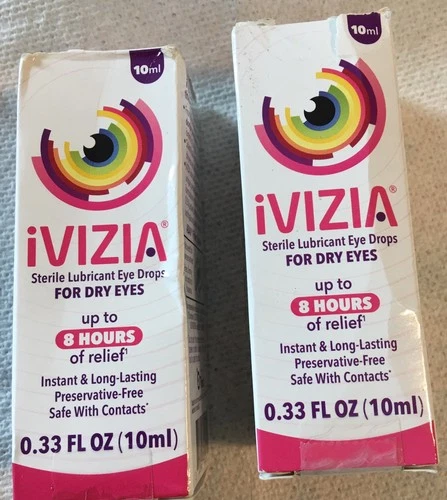 10ml
iVIZIA®
Sterile Lubricant Eye Drops
FOR DRY EYES
up to
8 HOURS
of relief¹
Instant & Long-Lasting
Preservative-Free
Safe With Contacts*
0.33 FL OZ (10ml)
10ml
iVIZIA®
Sterile Lubricant Eye Drops
FOR DRY EYES
up to
8 HOURS
of relief¹
Instant & Long-Lasting
Preservative-Free
Safe With Contacts*
0.33 FL OZ (10ml)